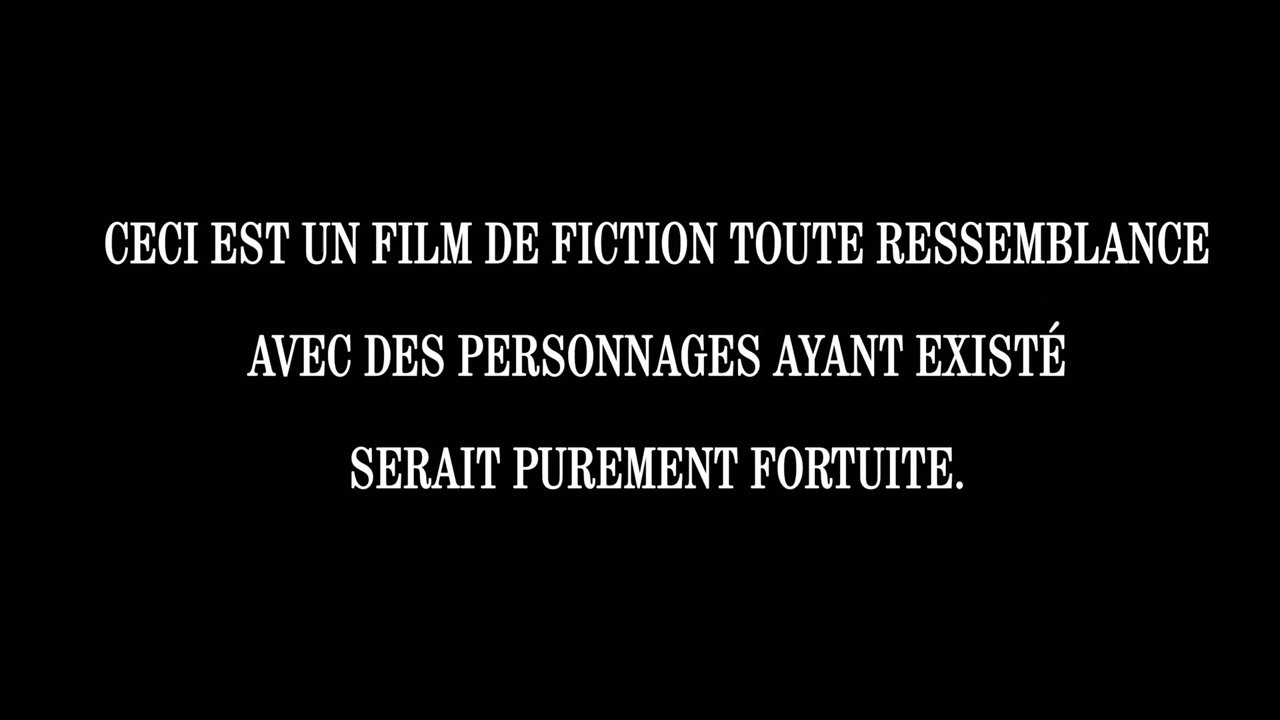 CECI EST UN FILM DE FICTION TOUTE RESSEMBLANCE
AVEC DES PERSONNAGES AYANT EXISTÉ
SERAIT PUREMENT FORTUITE.